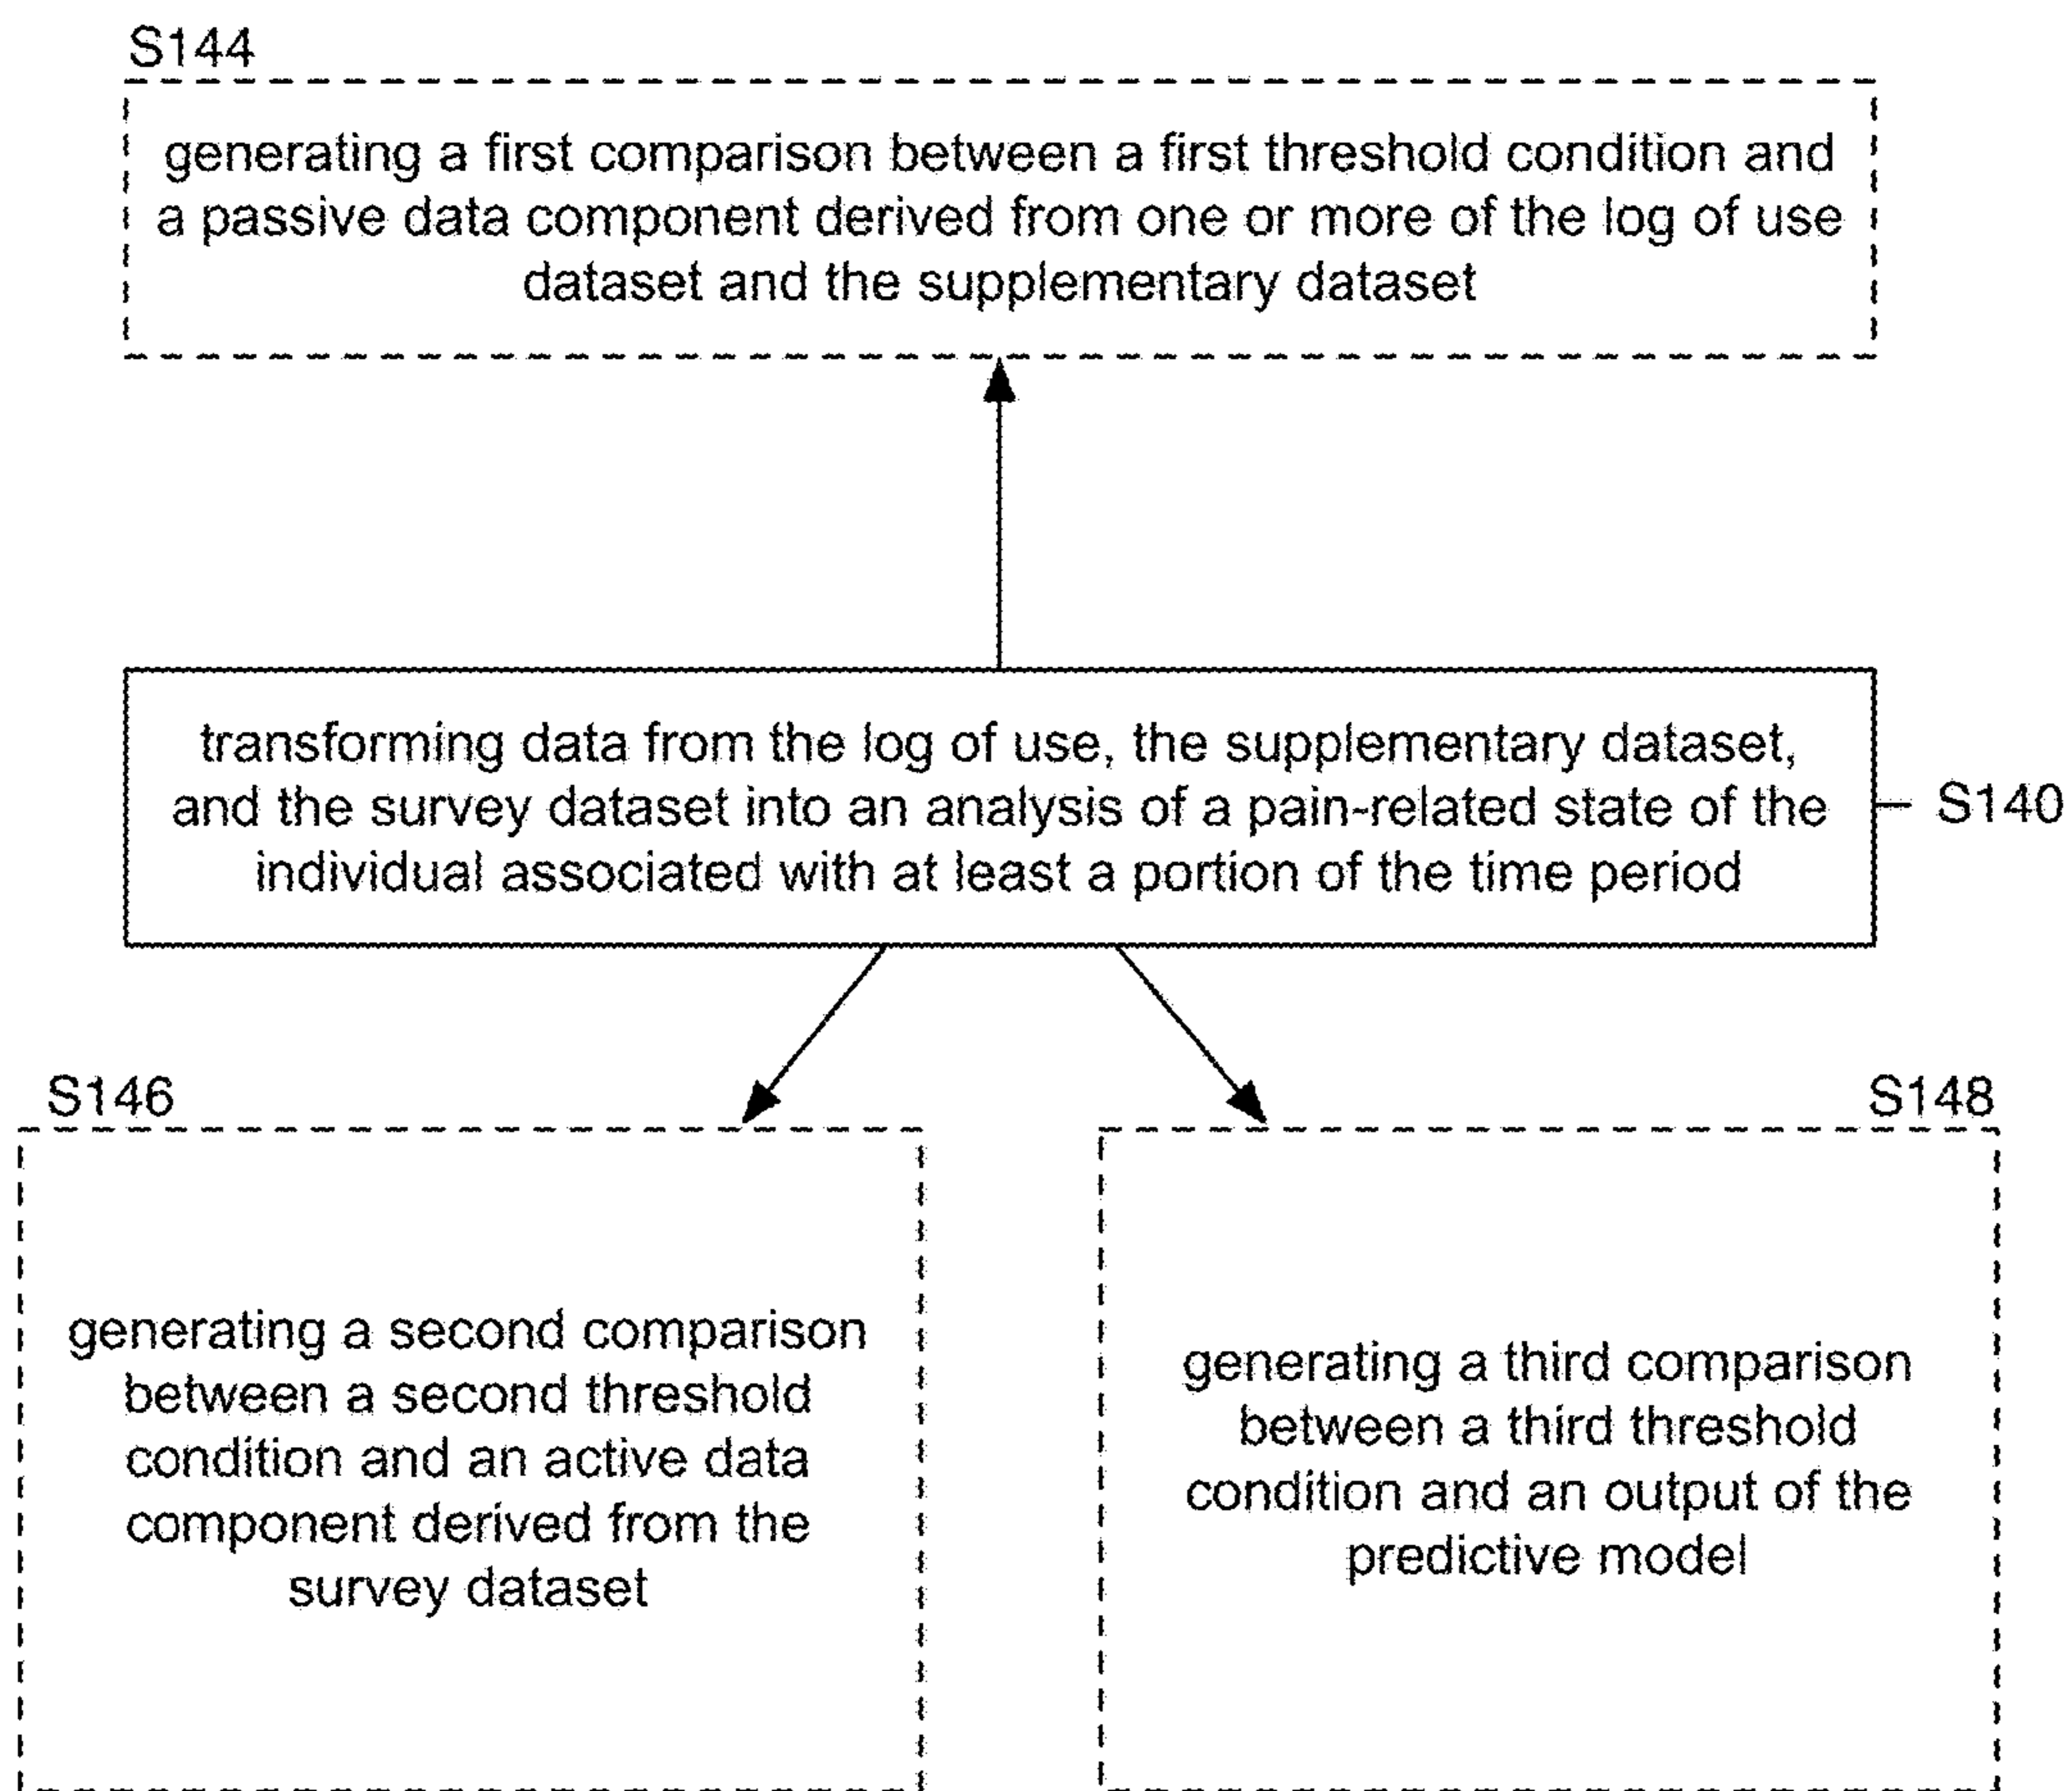 S144
generating a first comparison between a first threshold condition and
a passive data component derived from one or more of the log of use
dataset and the supplementary dataset
transforming data from the log of use, the supplementary dataset,
and the survey dataset into an analysis of a pain-related state of the
individual associated with at least a portion of the time period
S140
S146
generating a second comparison
between a second threshold
condition and an active data
component derived from the
survey dataset
S148
generating a third comparison
between a third threshold
condition and an output of the
predictive model